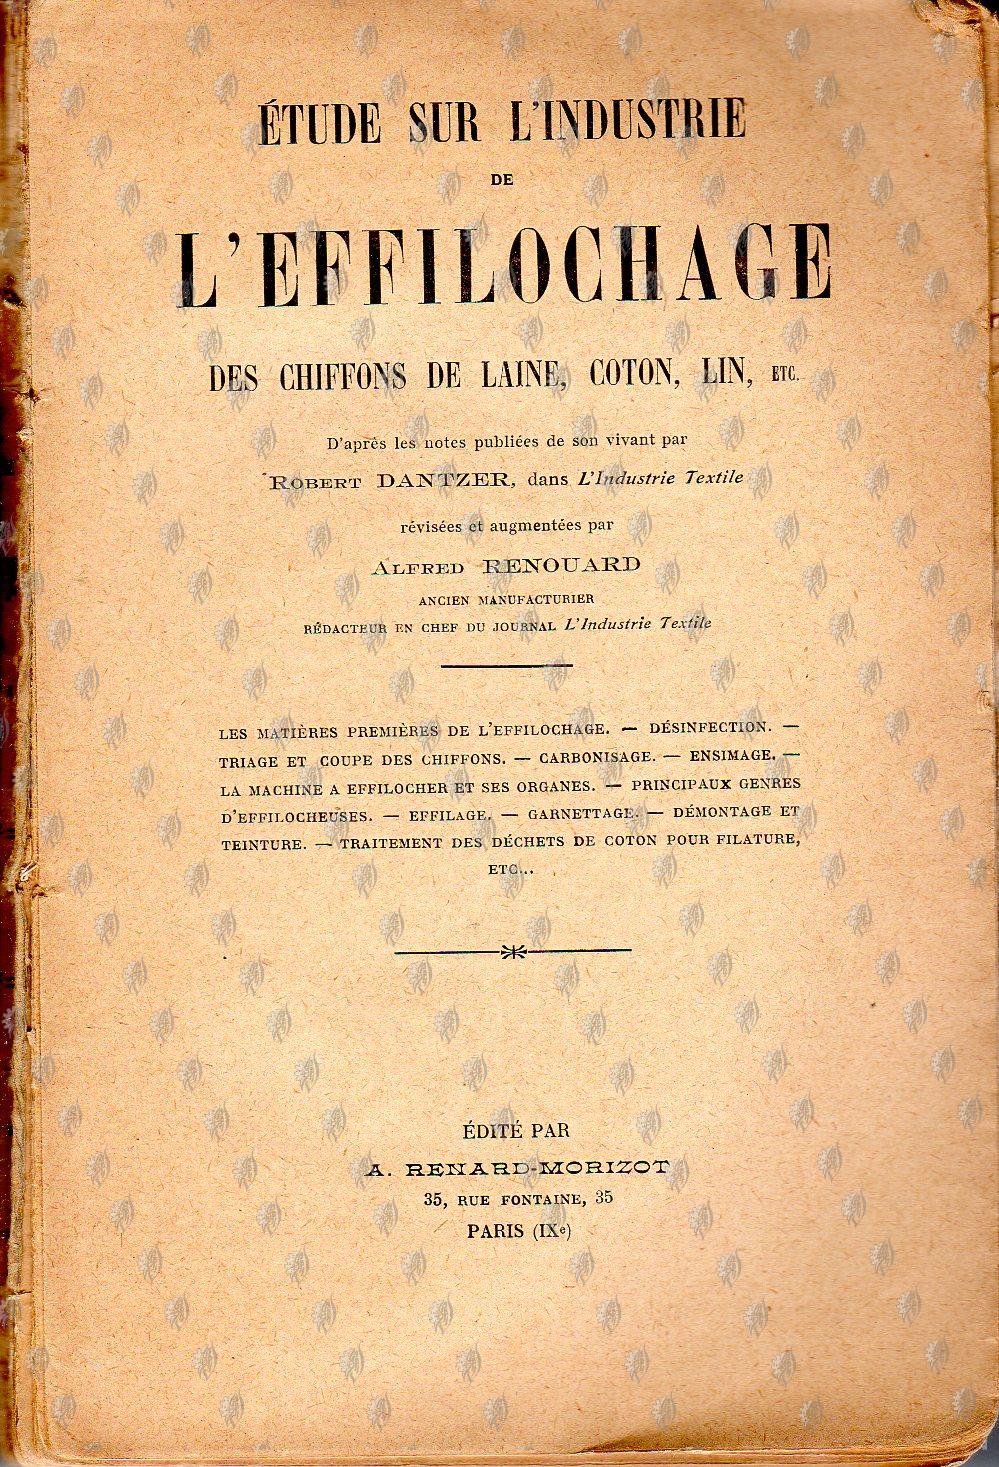 ÉTUDE SUR L'INDUSTRIE
DE
L'EFFILOCHAGE
DES CHIFFONS DE LAINE, COTON, LIN, ETC.
D'après les notes publiées de son vivant par
ROBERT DANTZER, dans L'Industrie Textile
révisées et augmentées par
ALFRED RENOUARD
ANCIEN MANUFACTURIER
RÉDACTEUR EN CHEF DU JOURNAL L'Industrie Textile
LES MATIÈRES PREMIÈRES DE L'EFFILOCHAGE. — DÉSINFECTION. —
TRIAGE ET COUPE DES CHIFFONS. — CARBONISAGE. — ENSIMAGE. —
LA MACHINE A EFFILOCHER ET SES ORGANES. — PRINCIPAUX GENRES
D'EFFILOCHEUSES. — EFFILAGE. — GARNETTAGE. — DÉMONTAGE ET
TEINTURE. — TRAITEMENT DES DÉCHETS DE COTON POUR FILATURE,
ETC...
ÉDITÉ PAR
A. RENARD-MORIZOT
35, RUE FONTAINE, 35
PARIS (IXe)